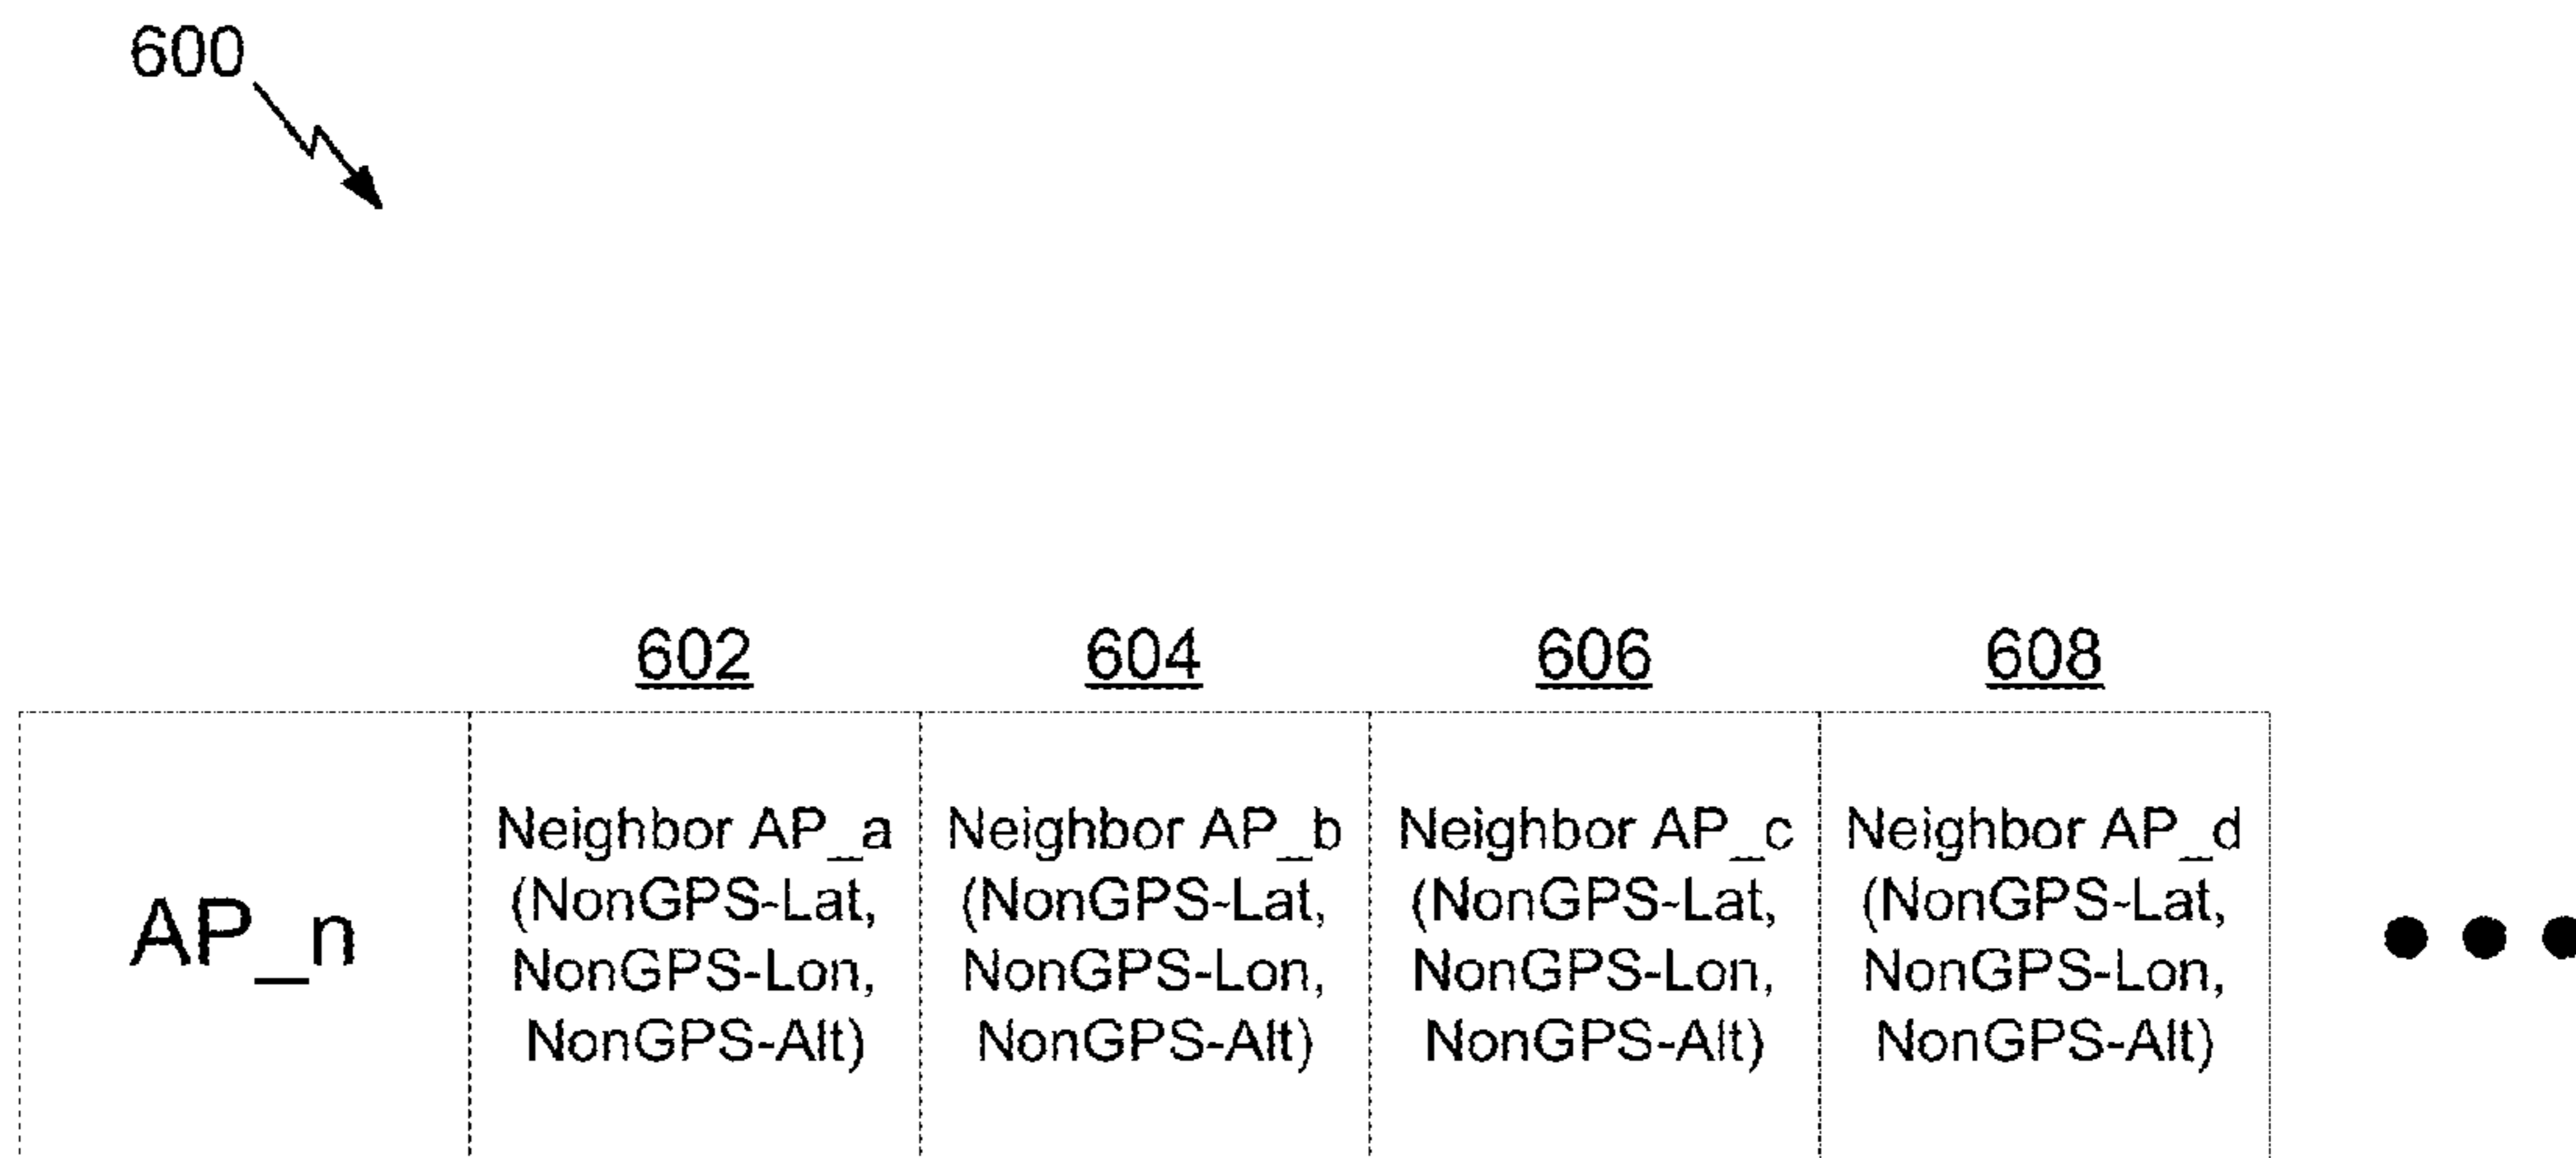 600
602 604 606 608
AP_n
Neighbor AP_a
(NonGPS-Lat,
NonGPS-Lon,
NonGPS-Alt)
Neighbor AP_b
(NonGPS-Lat,
NonGPS-Lon,
NonGPS-Alt)
Neighbor AP_c
(NonGPS-Lat,
NonGPS-Lon,
NonGPS-Alt)
Neighbor AP_d
(NonGPS-Lat,
NonGPS-Lon,
NonGPS-Alt)